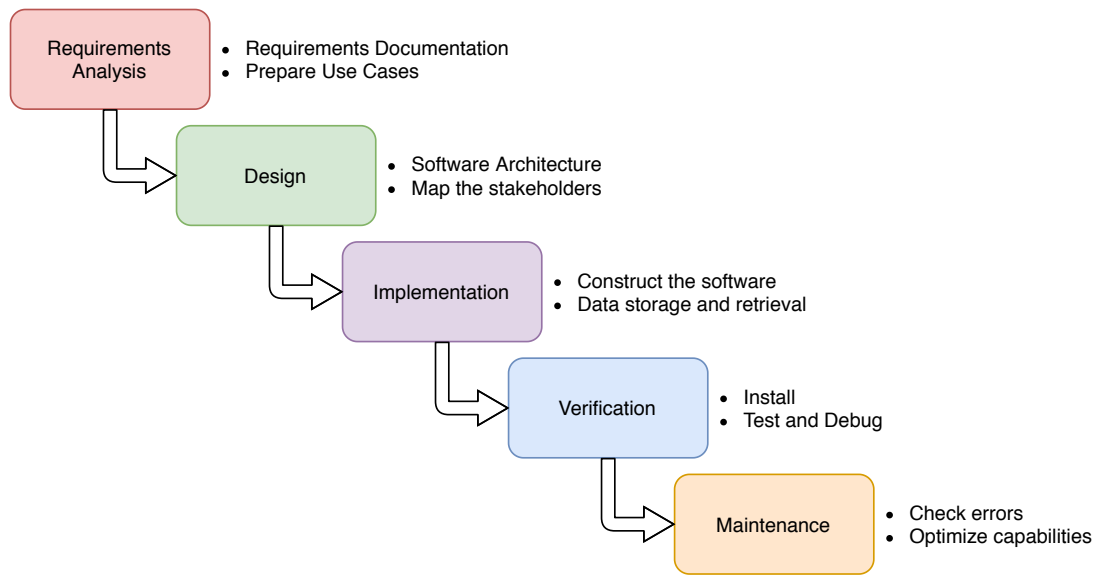 Requirements
Analysis
• Requirements Documentation
• Prepare Use Cases
Design
• Software Architecture
• Map the stakeholders
Implementation
• Construct the software
• Data storage and retrieval
Verification
• Install
• Test and Debug
Maintenance
• Check errors
• Optimize capabilities